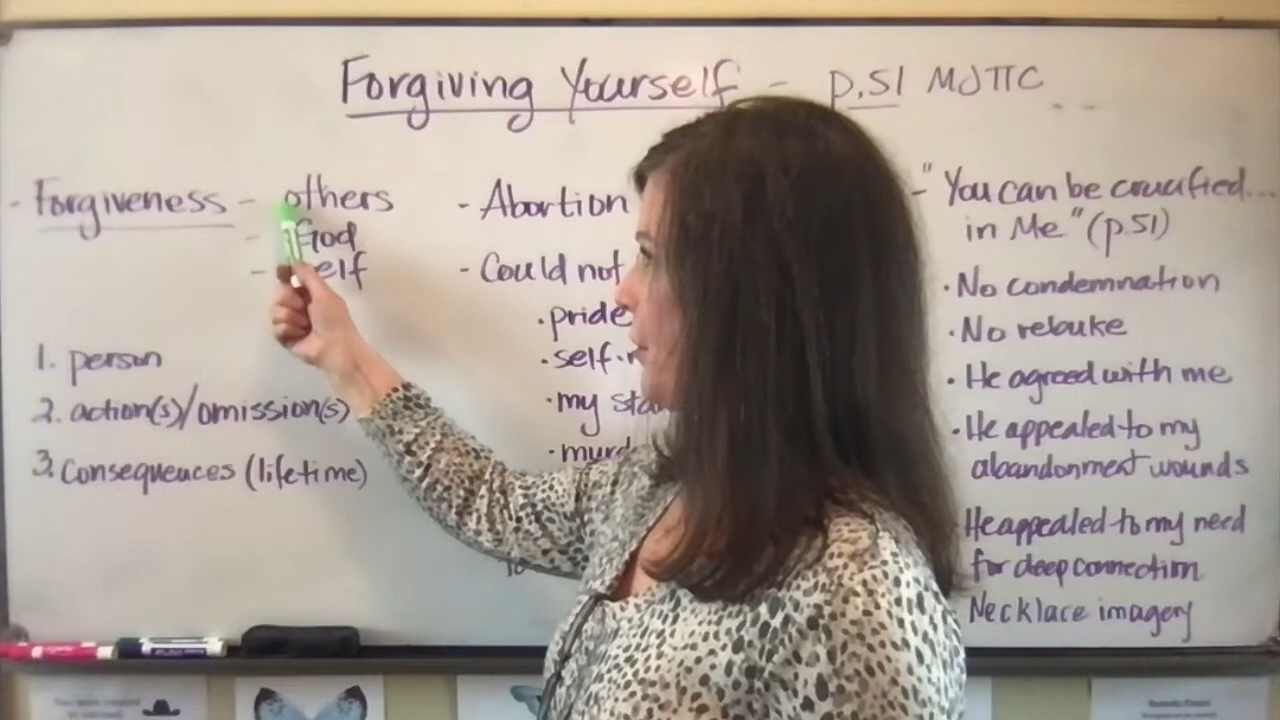 Forgiving Yourself - p.51 MJTTC
- Forgiveness - others
- God
- self
1. person
2. action(s)/omission(s)
3. Consequences (lifetime)
- Abortion
- Could not
· pride
· self-
· my
·
"You can be crucified...
in Me" (p.51)
· No condemnation
· No rebuke
· He agreed with me
· He appealed to my
abandonment wounds
He appealed to my need
for deep connection
Necklace imagery